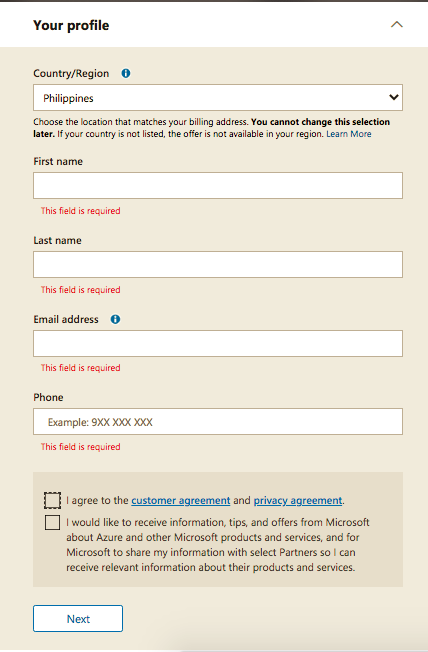 Your profile
Country/Region
Philippines
Choose the location that matches your billing address. You cannot change this selection
later. If your country is not listed, the offer is not available in your region. Learn More
First name
This field is required
Last name
This field is required
Email address
This field is required
Phone
Example: 9XX XXX XXX
This field is required
I agree to the customer agreement and privacy agreement.
I would like to receive information, tips, and offers from Microsoft
about Azure and other Microsoft products and services, and for
Microsoft to share my information with select Partners so I can
receive relevant information about their products and services.
Next